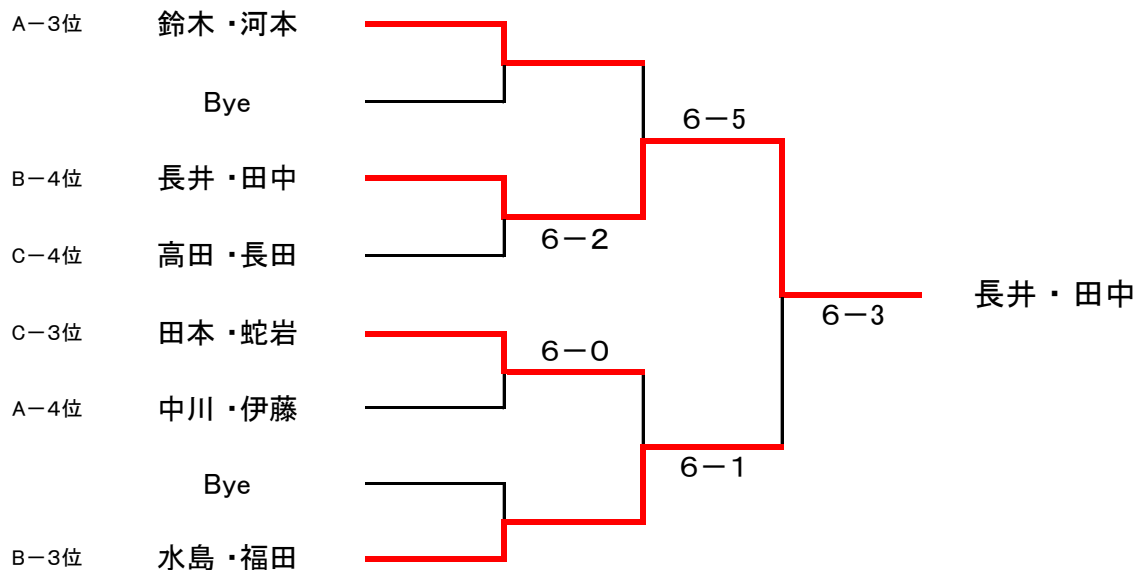 A－3位 鈴木・河本
Bye
6－5
B－4位 長井・田中
6－2
C－4位 高田・長田
長井・田中
6－3
C－3位 田本・蛇岩
6－0
A－4位 中川・伊藤
6－1
Bye
B－3位 水島・福田